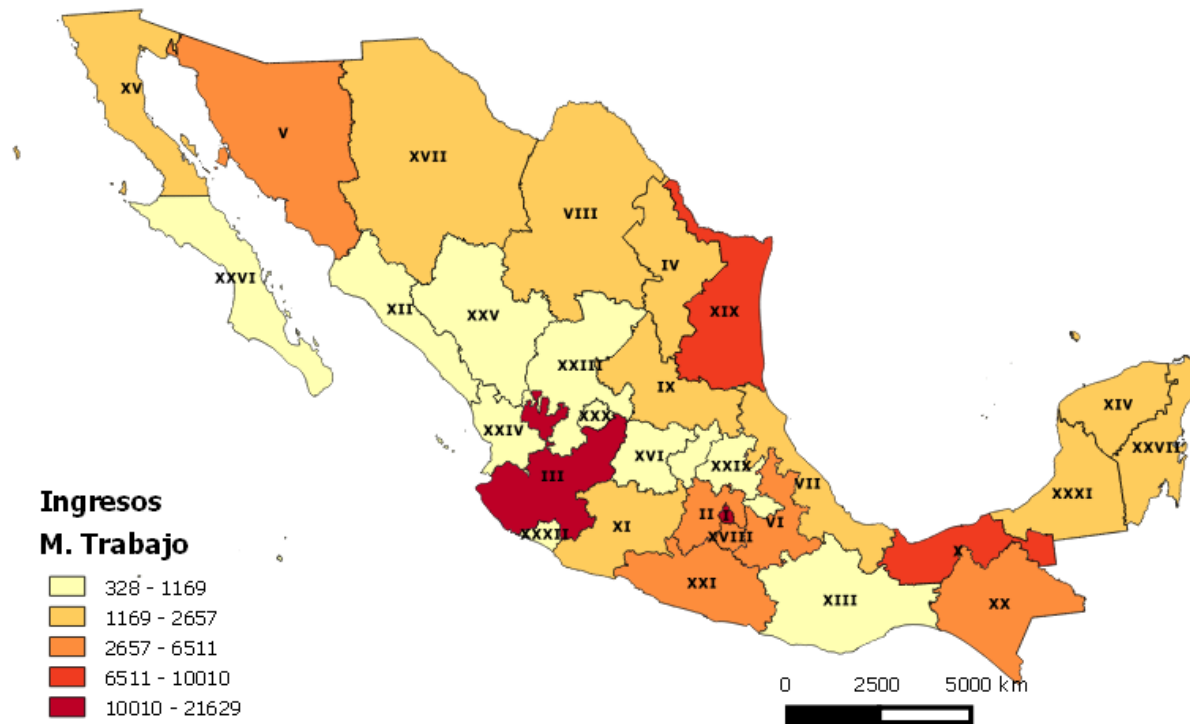 XV
V
XVII
VIII
XXVI
IV
XII
XXV
XIX
XXIII
IX
XXX
XXIV
XIV
XVI
XXIX
XXVII
III
VII
XXXI
Ingresos
M. Trabajo
XXXII
XI
II
I
VI
XVIII
X
XXI
XIII
XX
328 - 1169
1169 - 2657
2657 - 6511
6511 - 10010
10010 - 21629
0 2500 5000 km